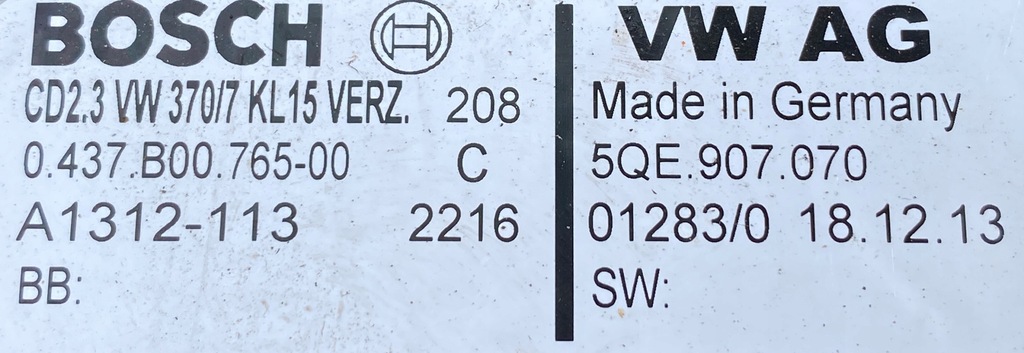 BOSCH
CD2.3 VW 370/7 KL15 VERZ. 208
0.437.B00.765-00 C
A1312-113 2216
BB:
VW AG
Made in Germany
5QE.907.070
01283/0 18.12.13
SW: